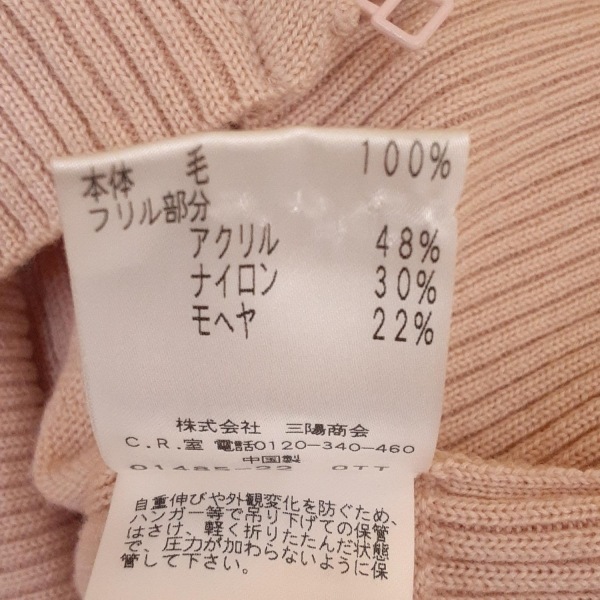 本体 毛 100%
フリル部分
アクリル 48%
ナイロン 30%
モヘヤ 22%
株式会社 三陽商会
C.R.室 電話0120-340-460
中国製
01485-22 0TT
自重伸びや外観変化を防ぐため、
ハンガー等で吊り下げての保管
はさけ、軽く折りたたんだ状態
で、圧力が加わらないように保
管して下さい。